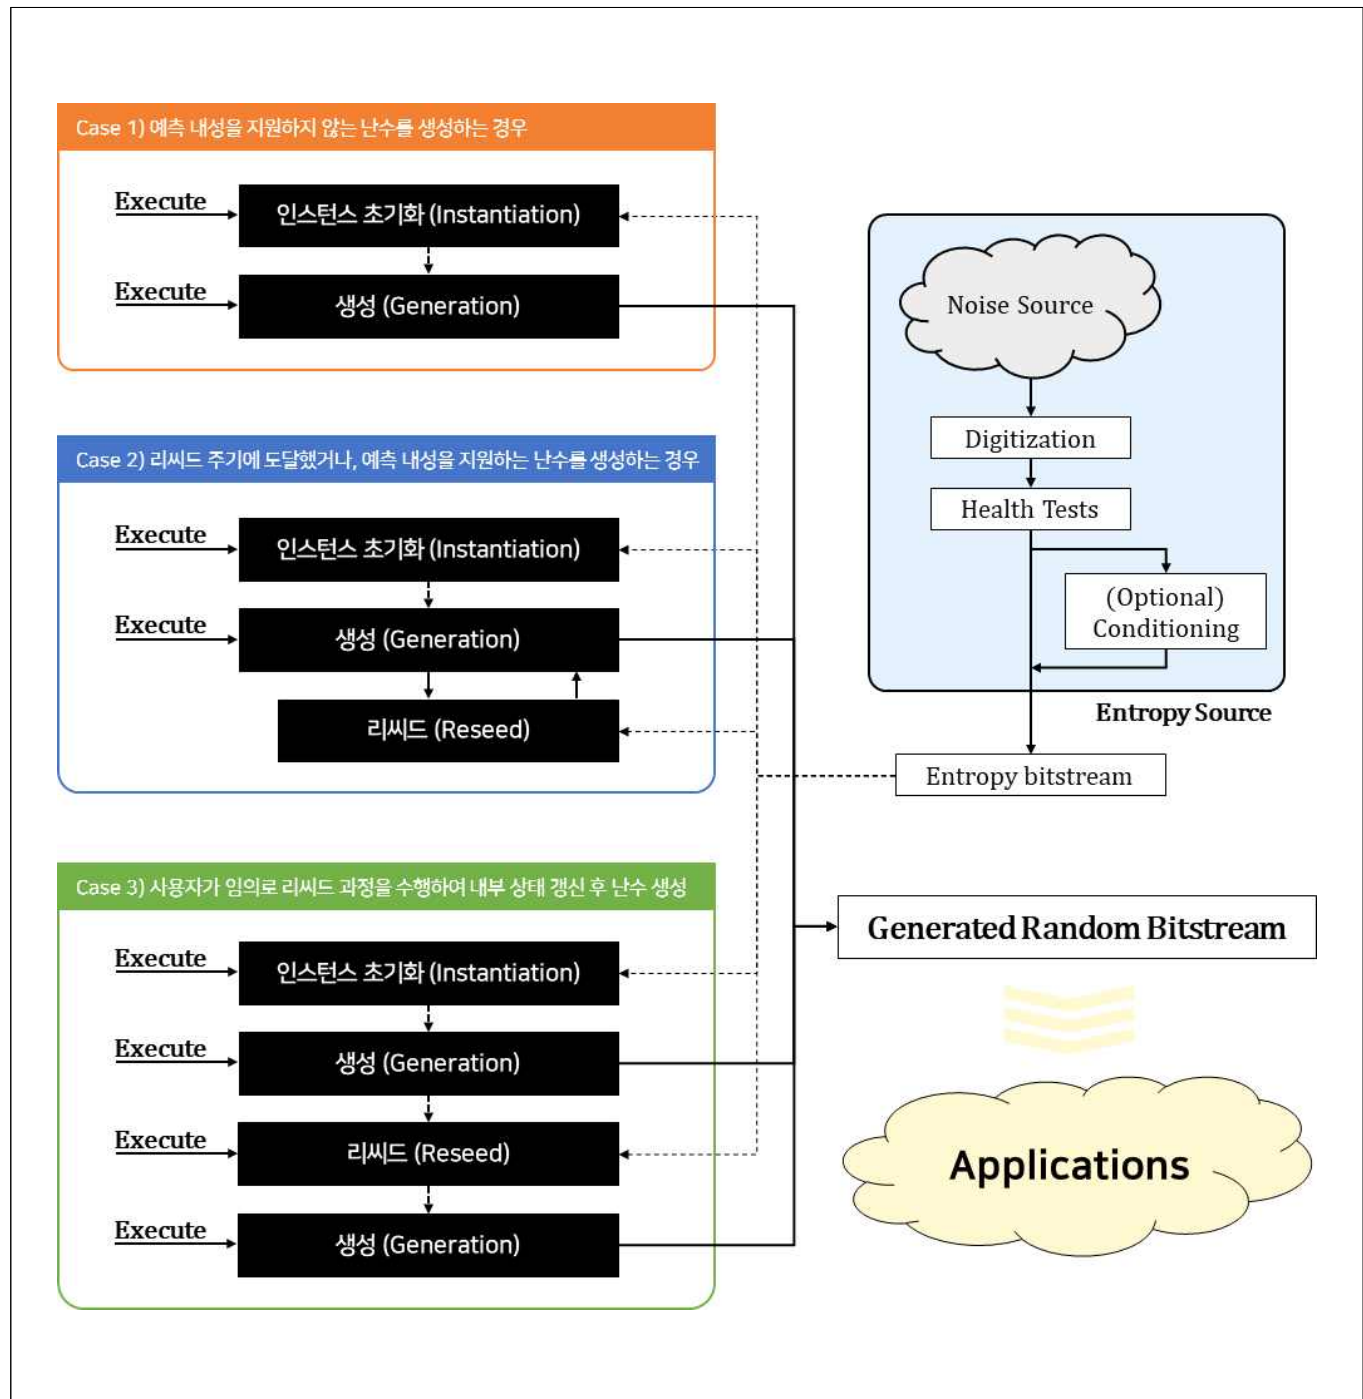 Case 1) 예측 내성을 지원하지 않는 난수를 생성하는 경우
Execute
인스턴스 초기화 (Instantiation)
Execute
생성 (Generation)
Case 2) 리씨드 주기에 도달했거나, 예측 내성을 지원하는 난수를 생성하는 경우
Execute
인스턴스 초기화 (Instantiation)
Execute
생성 (Generation)
리씨드 (Reseed)
Case 3) 사용자가 임의로 리씨드 과정을 수행하여 내부 상태 갱신 후 난수 생성
Execute
인스턴스 초기화 (Instantiation)
Execute
생성 (Generation)
Execute
리씨드 (Reseed)
Execute
생성 (Generation)
Noise Source
Digitization
Health Tests
(Optional)
Conditioning
Entropy Source
Entropy bitstream
Generated Random Bitstream
Applications